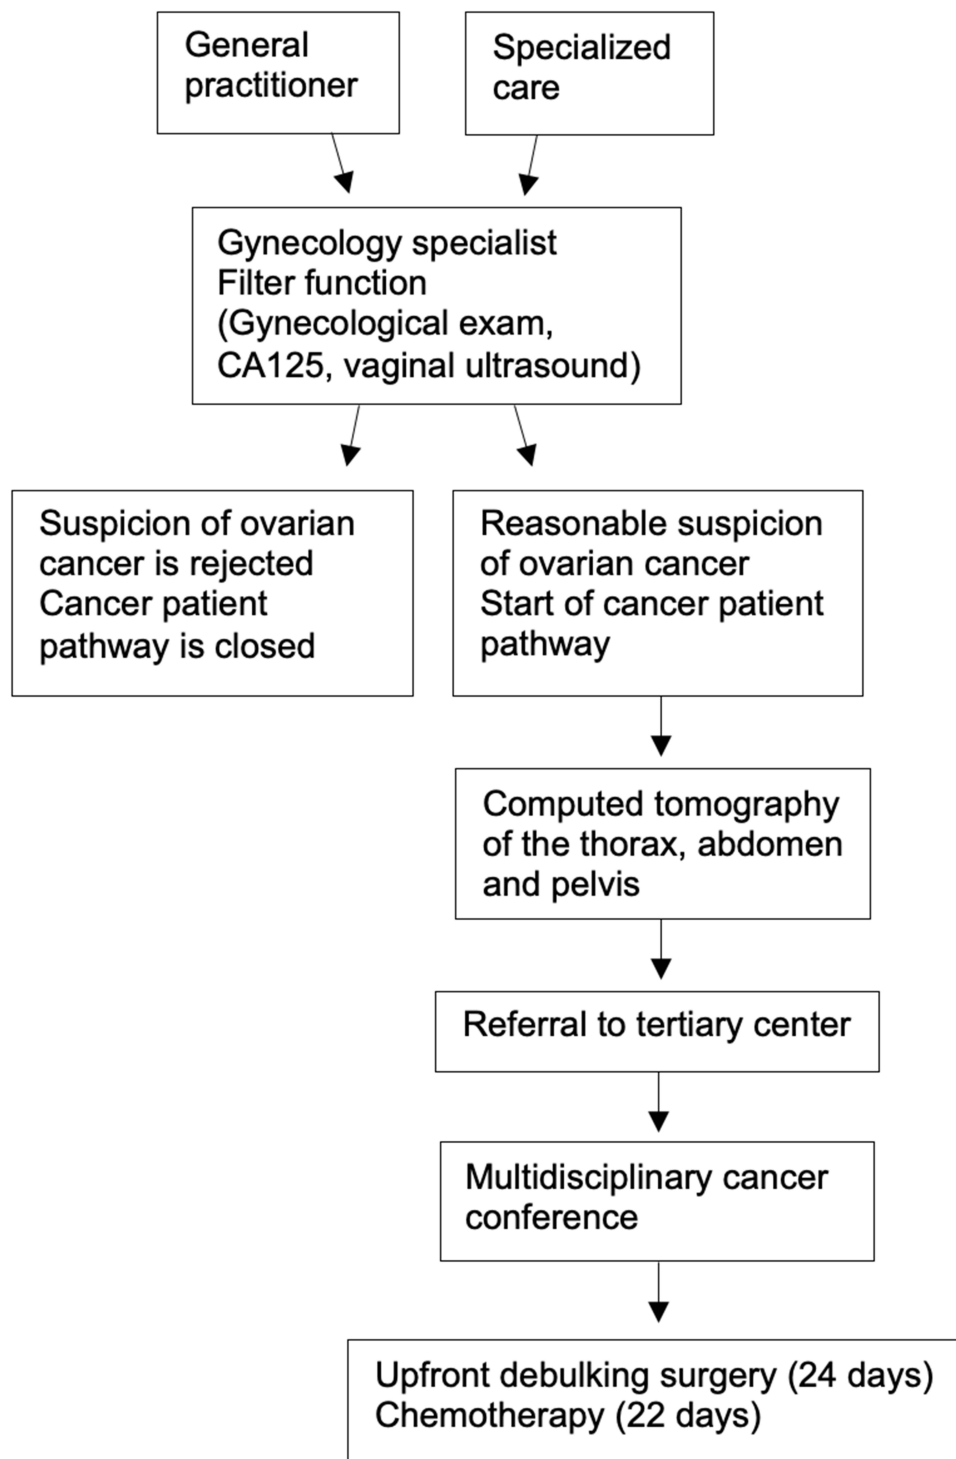 General
practitioner
Specialized
care
Gynecology specialist
Filter function
(Gynecological exam,
CA125, vaginal ultrasound)
Suspicion of ovarian
cancer is rejected
Cancer patient
pathway is closed
Reasonable suspicion
of ovarian cancer
Start of cancer patient
pathway
Computed tomography
of the thorax, abdomen
and pelvis
Referral to tertiary center
Multidisciplinary cancer
conference
Upfront debulking surgery (24 days)
Chemotherapy (22 days)